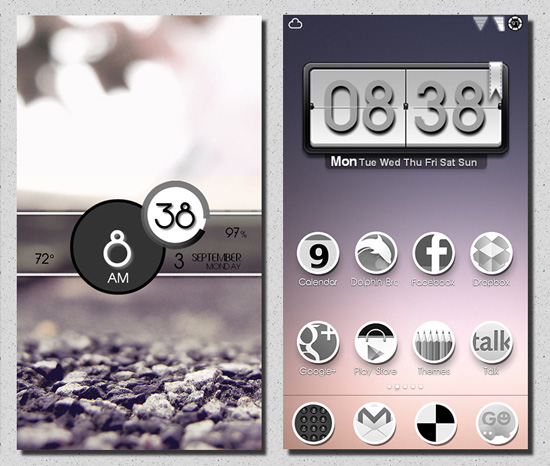 38
97%
72°
8
AM
3 SEPTEMBER
MONDAY
08 38
Mon Tue Wed Thu Fri Sat Sun
9
Calendar Dolphin Bro Facebook Dropbox
talk
Google+ Play Store Themes Talk